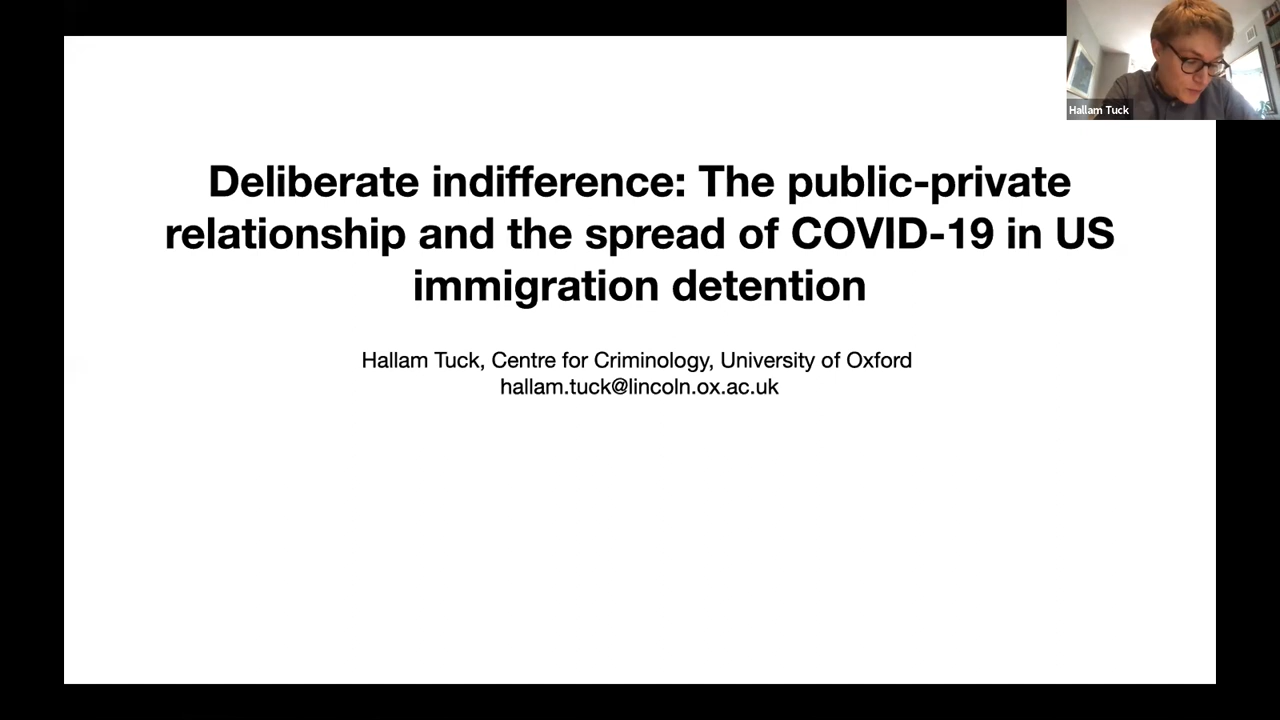 Hallam Tuck
Deliberate indifference: The public-private
relationship and the spread of COVID-19 in US
immigration detention
Hallam Tuck, Centre for Criminology, University of Oxford
hallam.tuck@lincoln.ox.ac.uk